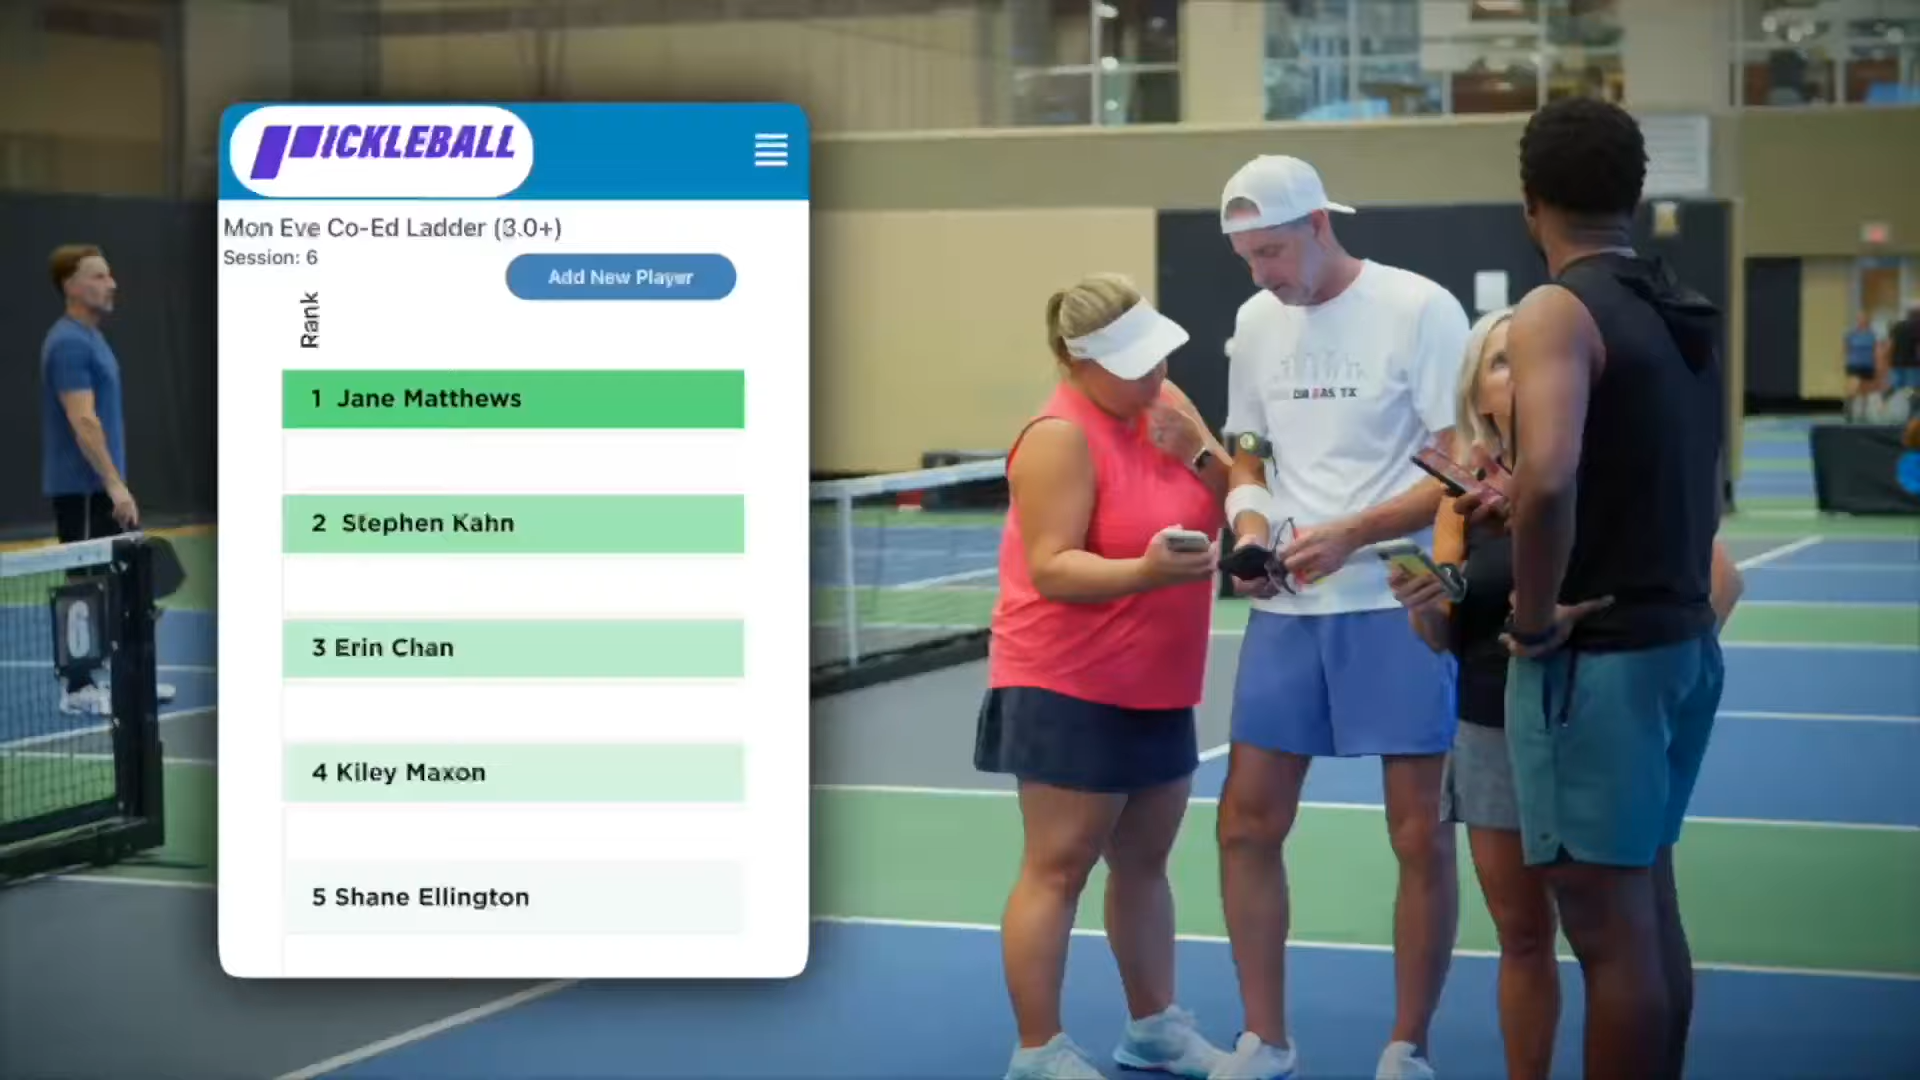 PICKLEBALL
Mon Eve Co-Ed Ladder (3.0+)
Session: 6
Add New Player
Rank
1 Jane Matthews
2 Stephen Kahn
3 Erin Chan
4 Kiley Maxon
5 Shane Ellington
6